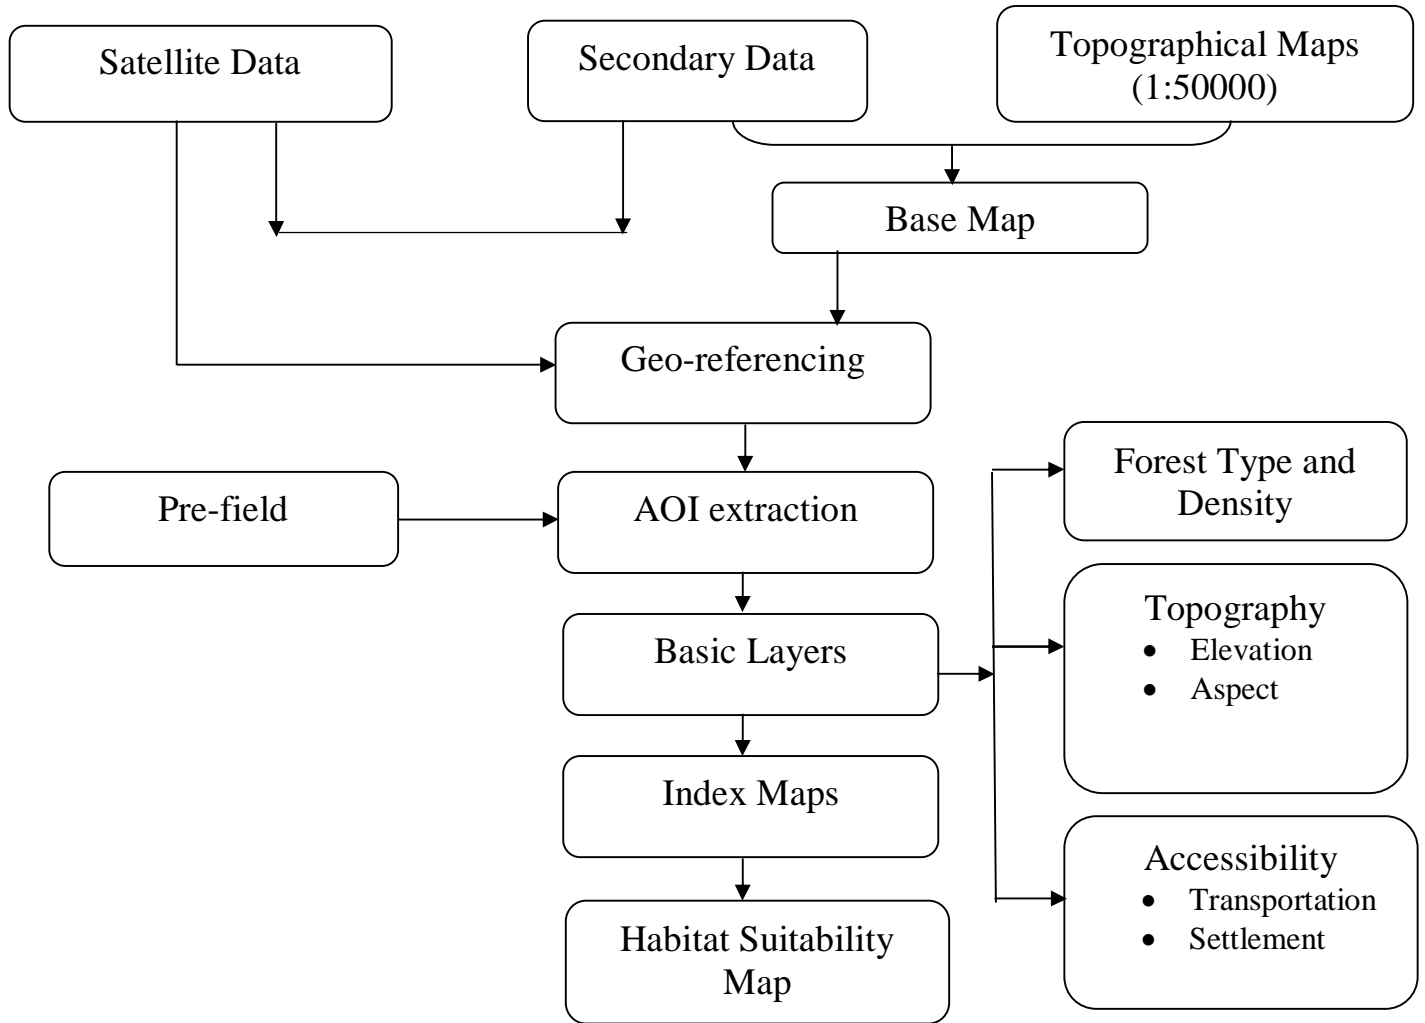 Satellite Data
Secondary Data
Topographical Maps
(1:50000)
Base Map
Geo-referencing
Pre-field
AOI extraction
Forest Type and
Density
Basic Layers
Topography
• Elevation
• Aspect
Index Maps
Accessibility
• Transportation
• Settlement
Habitat Suitability
Map